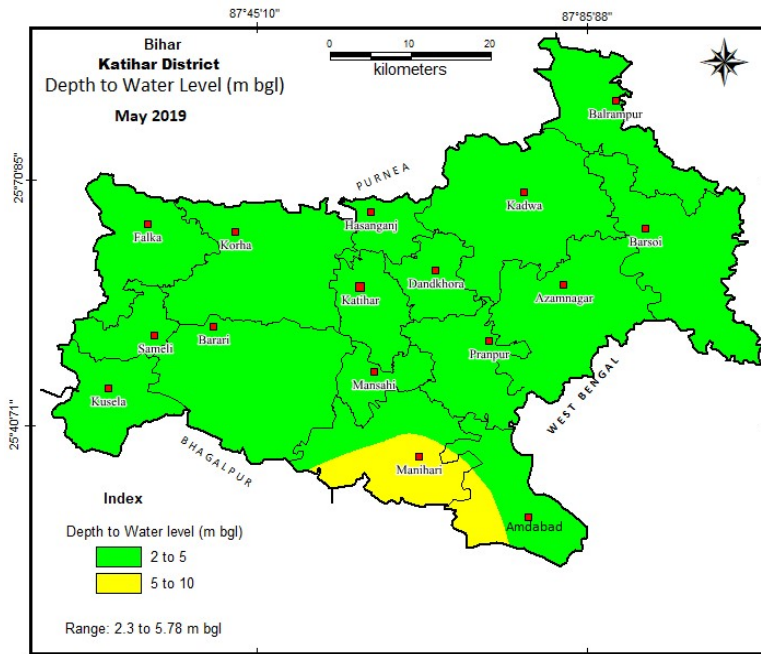 87°45'10"
87°85'88"
Bihar
Katihar District
Depth to Water Level (m bgl)
May 2019
0 10 20
kilometers
25°70'85"
25°40'71"
PURNEA
Balrampur
Kadwa
Hasanganj
Falka
Korha
Barsoi
Dandkhora
Katihar
Azamnagar
Barari
Sameli
Pranpur
Mansahi
Kusela
WEST BENGAL
BHAGALPUR
Manihari
Amdabad
Index
Depth to Water level (m bgl)
2 to 5
5 to 10
Range: 2.3 to 5.78 m bgl